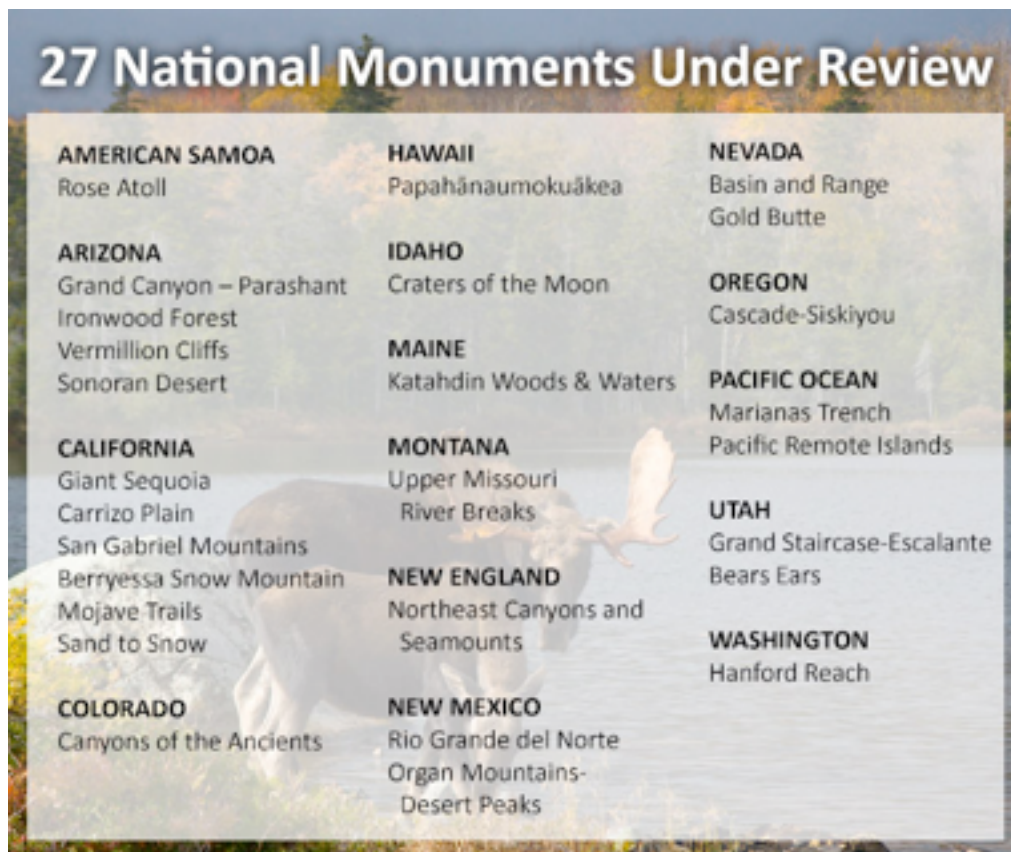 27 National Monuments Under Review
AMERICAN SAMOA
Rose Atoll
ARIZONA
Grand Canyon – Parashant
Ironwood Forest
Vermillion Cliffs
Sonoran Desert
CALIFORNIA
Giant Sequoia
Carrizo Plain
San Gabriel Mountains
Berryessa Snow Mountain
Mojave Trails
Sand to Snow
COLORADO
Canyons of the Ancients
HAWAII
Papahānaumokuākea
IDAHO
Craters of the Moon
MAINE
Katahdin Woods & Waters
MONTANA
Upper Missouri
River Breaks
NEW ENGLAND
Northeast Canyons and
Seamounts
NEW MEXICO
Rio Grande del Norte
Organ Mountains-
Desert Peaks
NEVADA
Basin and Range
Gold Butte
OREGON
Cascade-Siskiyou
PACIFIC OCEAN
Marianas Trench
Pacific Remote Islands
UTAH
Grand Staircase-Escalante
Bears Ears
WASHINGTON
Hanford Reach